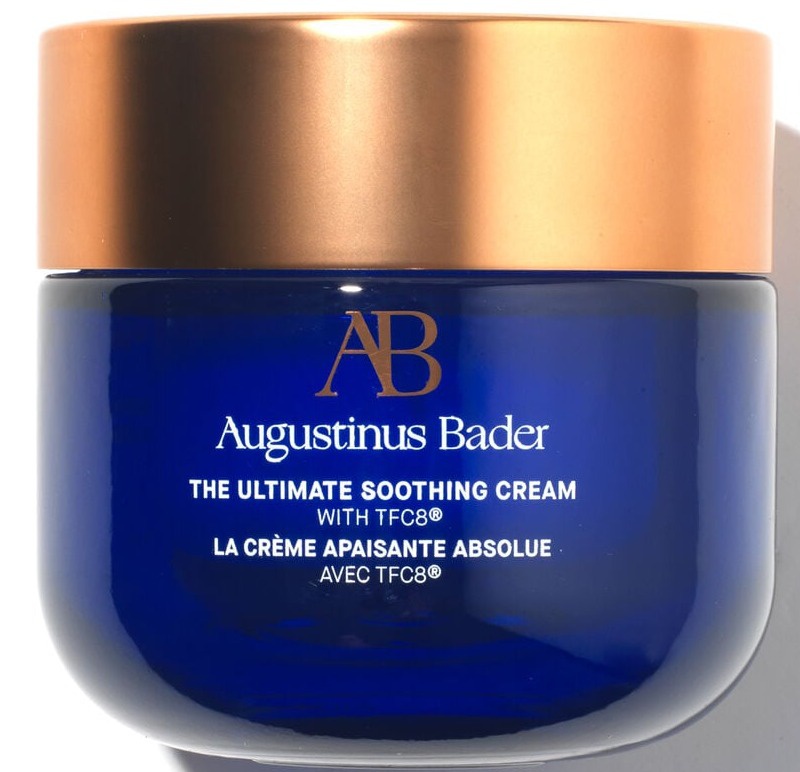 AB
Augustinus Bader
THE ULTIMATE SOOTHING CREAM
WITH TFC8®
LA CRÈME APAISANTE ABSOLUE
AVEC TFC8®